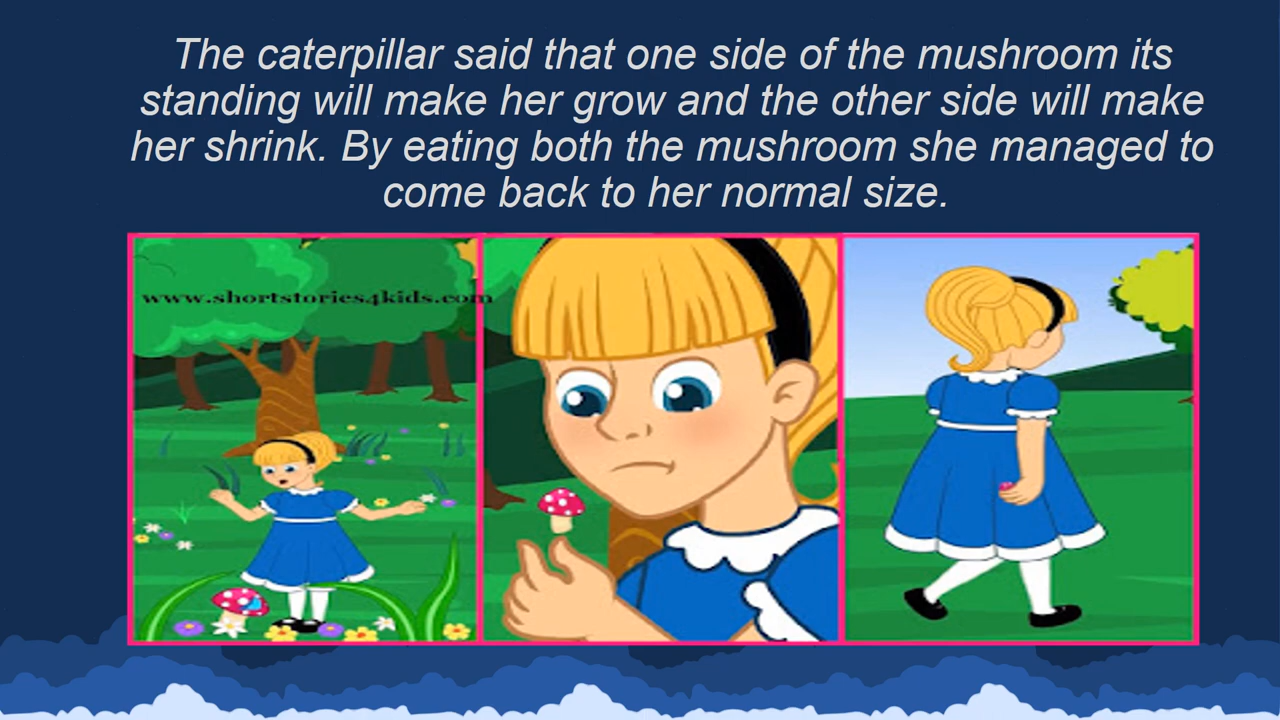 The caterpillar said that one side of the mushroom its
standing will make her grow and the other side will make
her shrink. By eating both the mushroom she managed to
come back to her normal size.
www.shortstories4kids.com